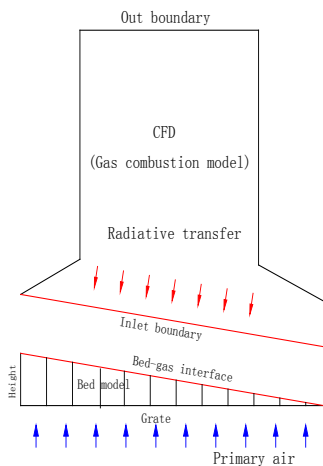 Out boundary
CFD
(Gas combustion model)
Radiative transfer
Inlet boundary
Bed-gas interface
Height
Bed model
Grate
Primary air